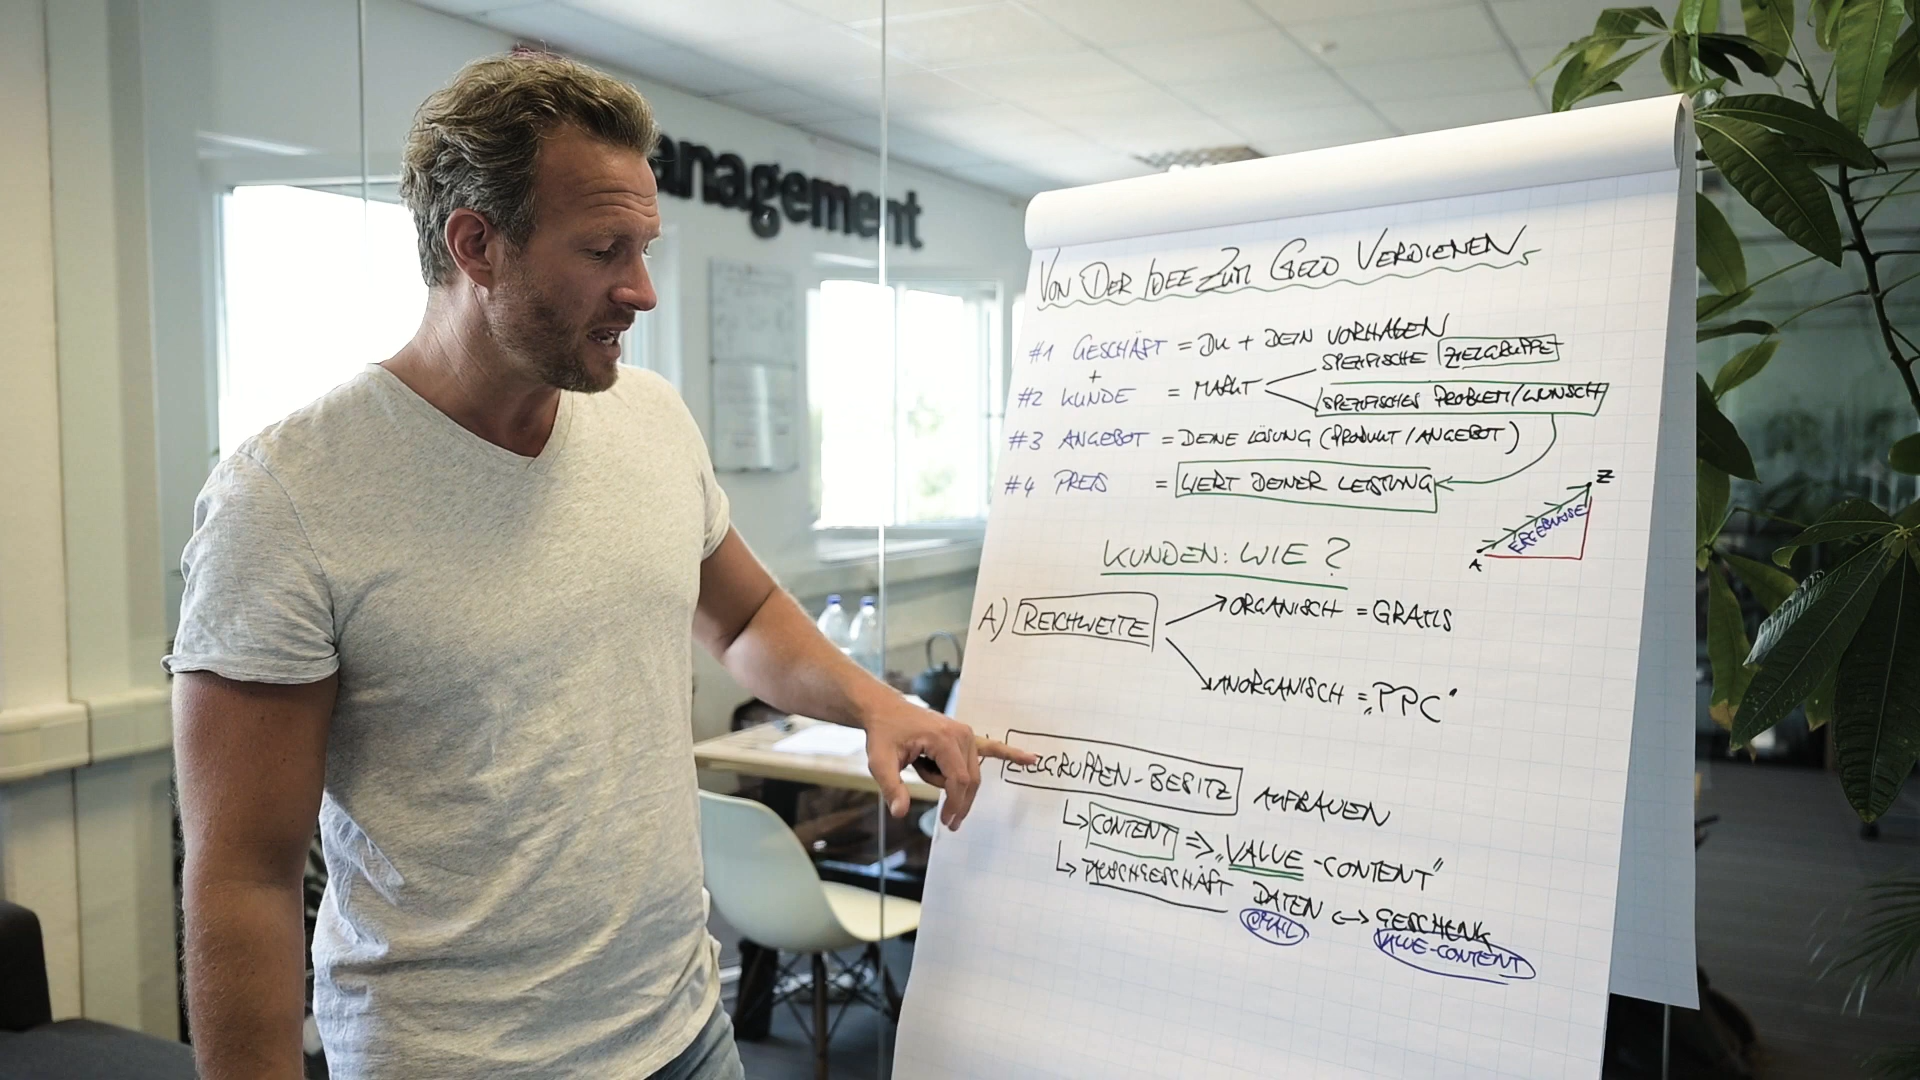 anagement
VON DER IDEE ZUM GELD VERDIENEN
#1 GESCHÄFT = DU + DEIN VORHABEN
+
SPEZIFISCHE ZIELGRUPPE
#2 KUNDE = MARKT
SPEZIFISCHES PROBLEM/WUNSCH
#3 ANGEBOT = DEINE LÖSUNG (PRODUKT/ANGEBOT)
#4 PREIS = WERT DEINER LEISTUNG
Z
ERGEBNISSE
A
KUNDEN: WIE?
ORGANISCH = GRATIS
A) REICHWEITE
ANORGANISCH = „PPC"
) ZIELGRUPPEN-BESITZ AUFBAUEN
CONTENT => „VALUE-CONTENT"
TAUSCHGESCHÄFT DATEN <-> GESCHENK
@MAIL VALUE-CONTENT